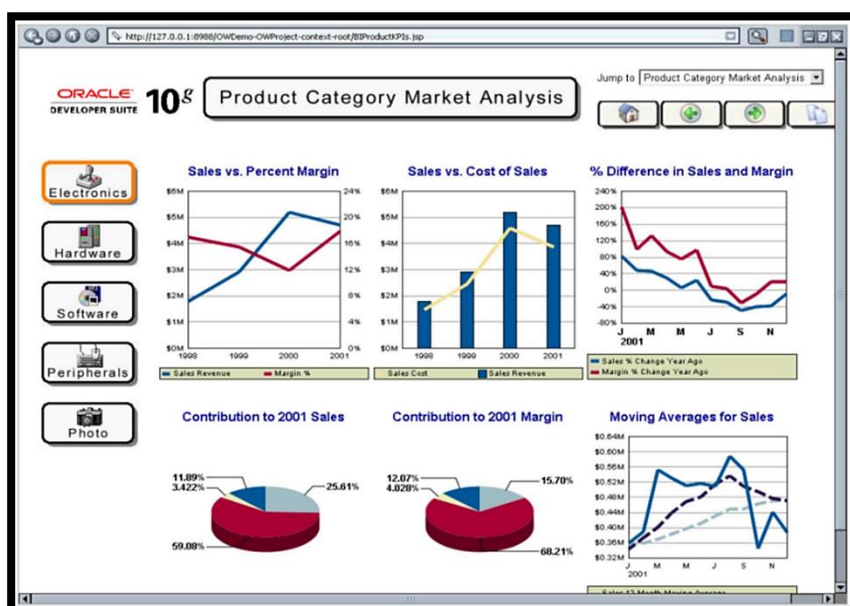 http://127.0.0.1:8988/OWDemo-OWProject-context-root/BIProductKPIs.jsp
Jump to Product Category Market Analysis
ORACLE
DEVELOPER SUITE
10g
Product Category Market Analysis
Electronics
Hardware
Software
Peripherals
Photo
Sales vs. Percent Margin
$6M
$5M
$4M
$3M
$2M
$1M
$0M
24%
20%
16%
12%
8%
4%
0%
1998 1999 2000 2001
Sales Revenue Margin %
Sales vs. Cost of Sales
$6M
$5M
$4M
$3M
$2M
$1M
$0M
1998 1999 2000 2001
Sales Cost Sales Revenue
% Difference in Sales and Margin
240%
200%
160%
120%
80%
40%
0%
-40%
-80%
J M M J S N
2001
Sales % Change Year Ago
Margin % Change Year Ago
Contribution to 2001 Sales
11.89%
3.422%
25.61%
59.08%
Contribution to 2001 Margin
12.07%
4.028%
15.70%
68.21%
Moving Averages for Sales
$0.64M
$0.60M
$0.56M
$0.52M
$0.48M
$0.44M
$0.40M
$0.36M
$0.32M
J M M J S N
2001
Sales 12 Month Moving Average